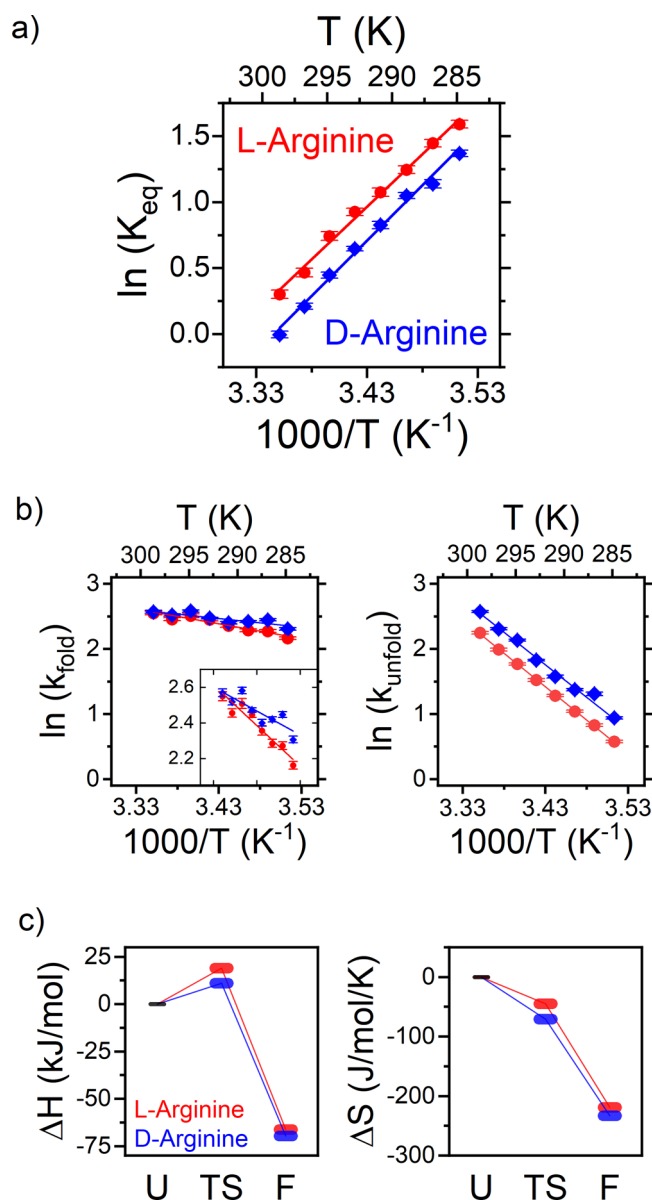 a)
T (K)
300 295 290 285
L-Arginine
D-Arginine
ln (Keq)
1.5
1.0
0.5
0.0
3.33 3.43 3.53
1000/T (K-1)
b)
T (K)
300 295 290 285
ln (kfold)
3
2
1
0
2.6
2.4
2.2
3.33 3.43 3.53
1000/T (K-1)
T (K)
300 295 290 285
ln (kunfold)
3
2
1
0
3.33 3.43 3.53
1000/T (K-1)
c)
ΔH (kJ/mol)
25
0
-25
-50
-75
L-Arginine
D-Arginine
U TS F
ΔS (J/mol/K)
0
-100
-200
-300
U TS F